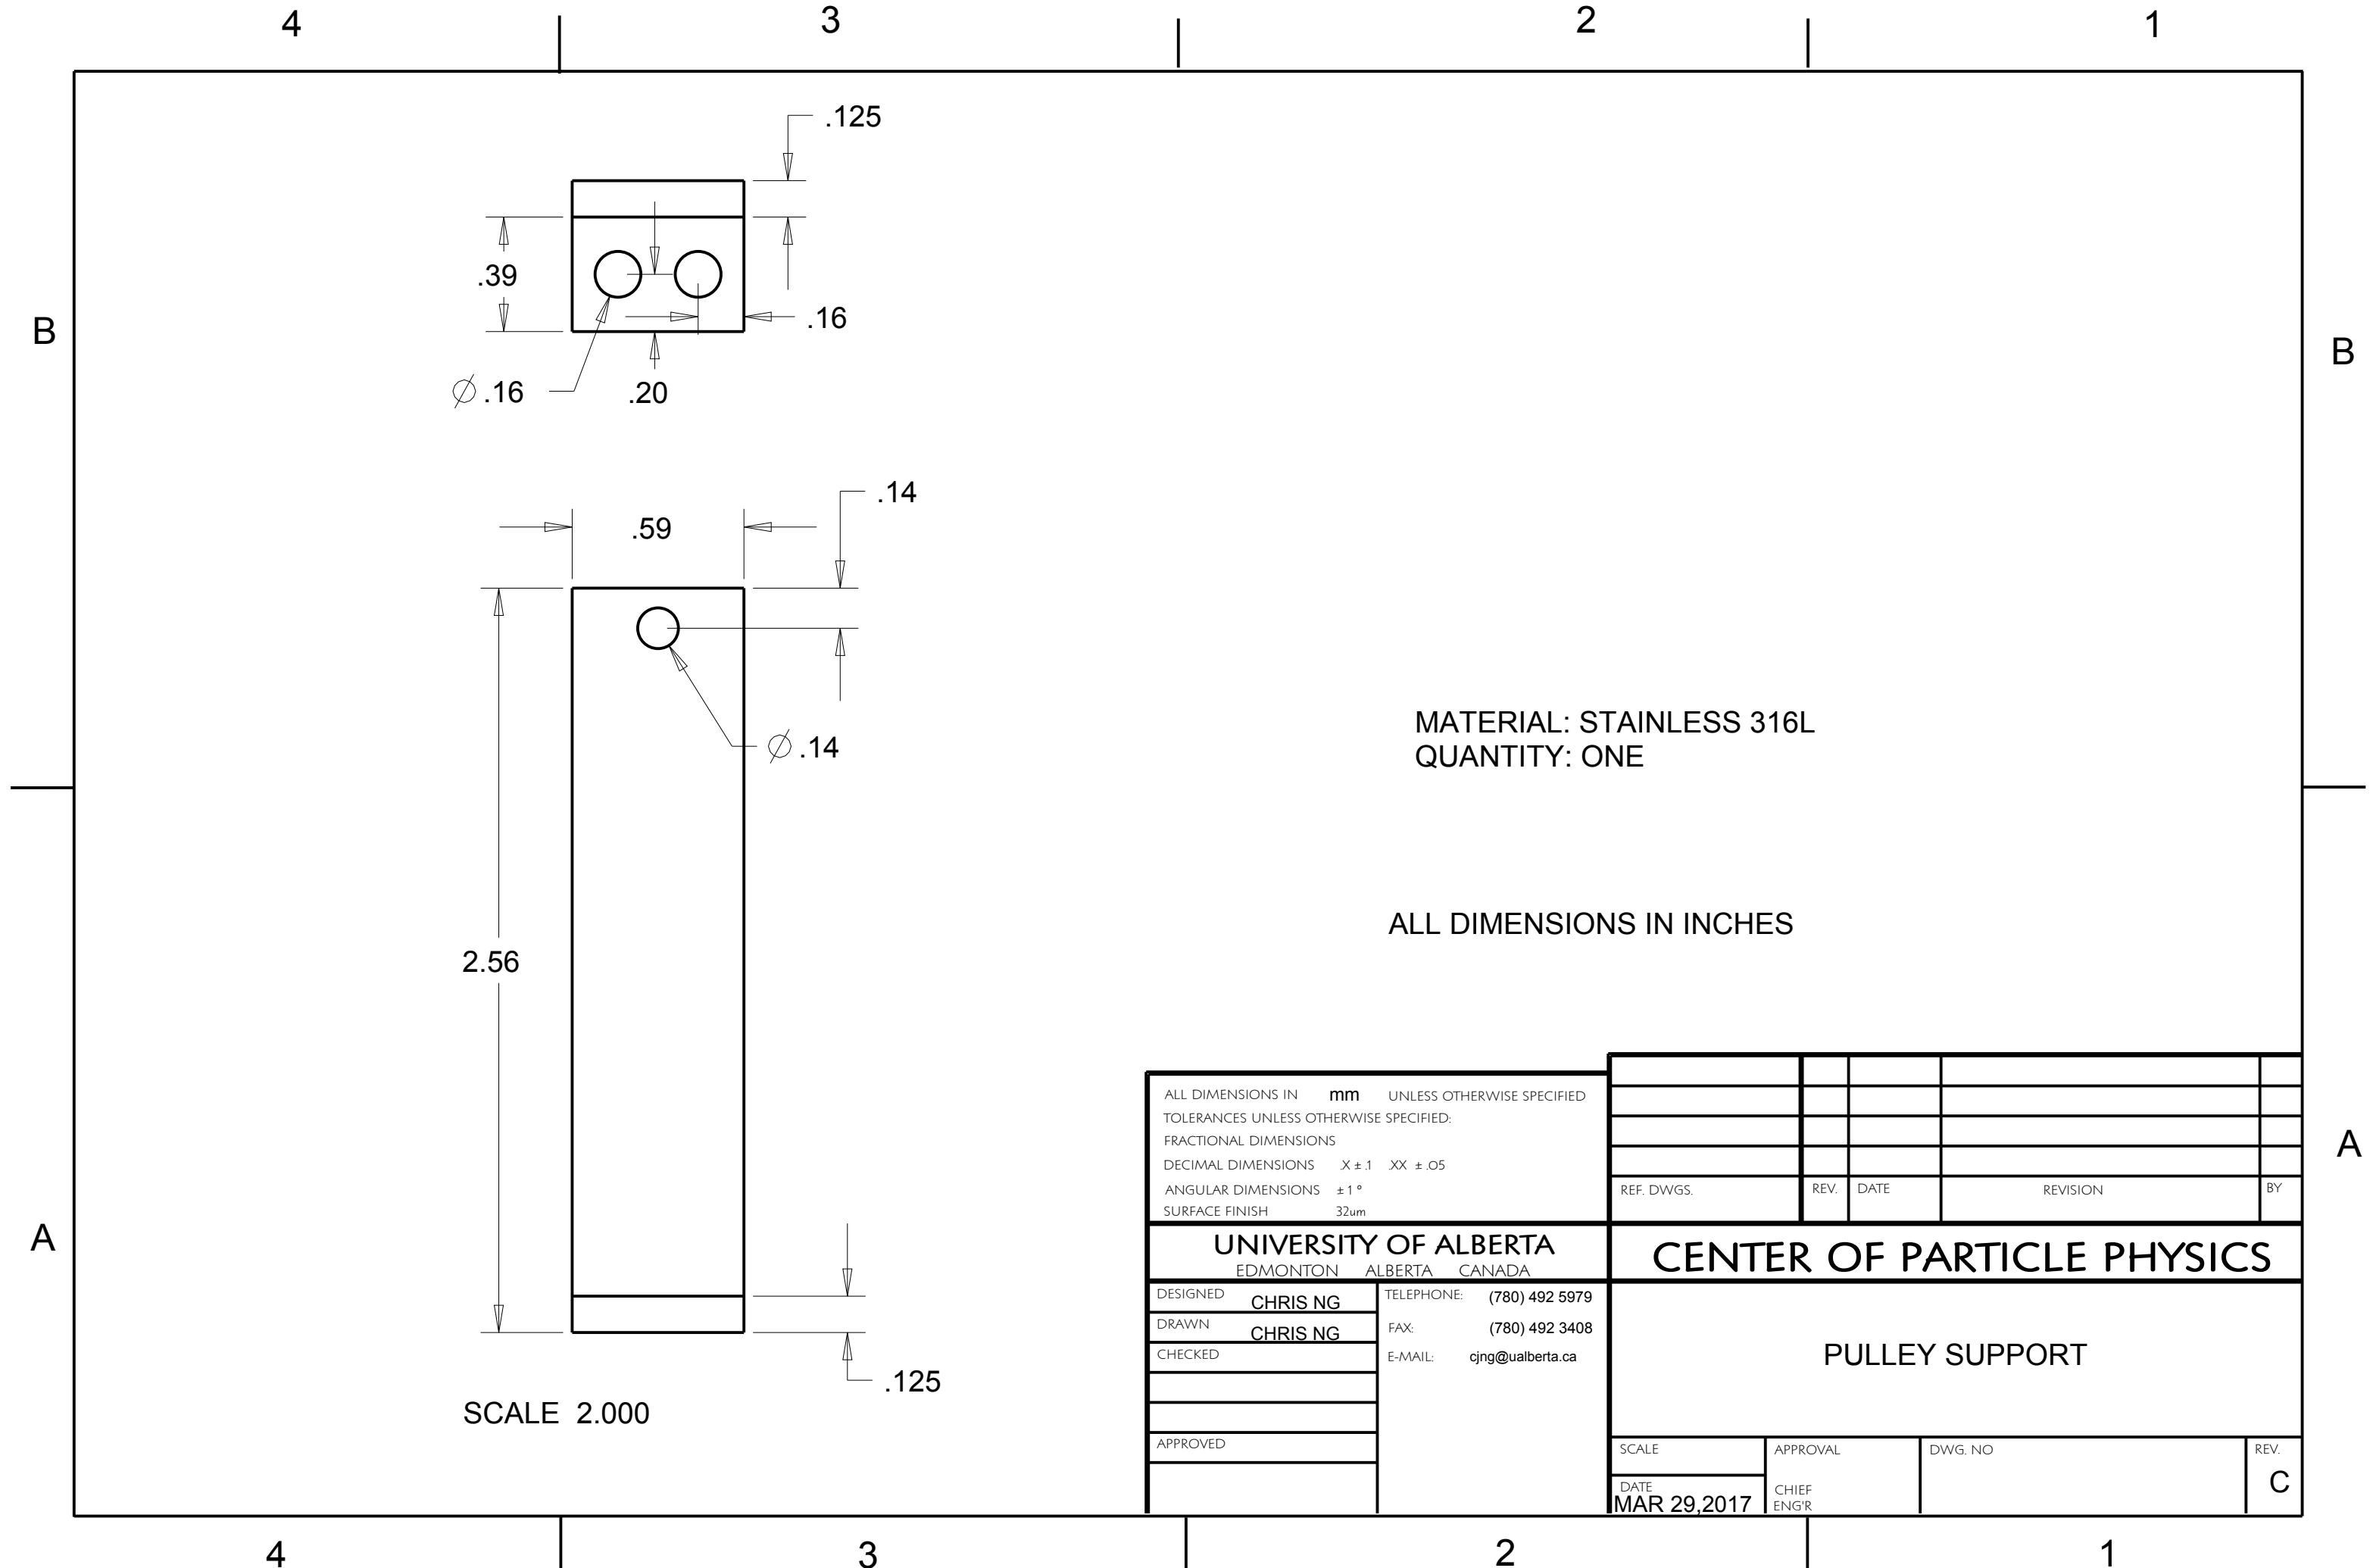 4 3 2 1
.125
.39
.16
B B
⌀ .16 .20
.14
.59
⌀ .14
MATERIAL: STAINLESS 316L
QUANTITY: ONE
ALL DIMENSIONS IN INCHES
2.56
.125
SCALE 2.000
A A
ALL DIMENSIONS IN mm UNLESS OTHERWISE SPECIFIED
TOLERANCES UNLESS OTHERWISE SPECIFIED:
FRACTIONAL DIMENSIONS
DECIMAL DIMENSIONS .X ± .1 .XX ± .05
ANGULAR DIMENSIONS ± 1 °
SURFACE FINISH 32um
REF. DWGS. REV. DATE REVISION BY
UNIVERSITY OF ALBERTA
EDMONTON ALBERTA CANADA
CENTER OF PARTICLE PHYSICS
DESIGNED CHRIS NG
DRAWN CHRIS NG
CHECKED
APPROVED
TELEPHONE: (780) 492 5979
FAX: (780) 492 3408
E-MAIL: cjng@ualberta.ca
PULLEY SUPPORT
SCALE
DATE
MAR 29,2017
APPROVAL
CHIEF
ENG'R
DWG. NO
REV.
C
4 3 2 1